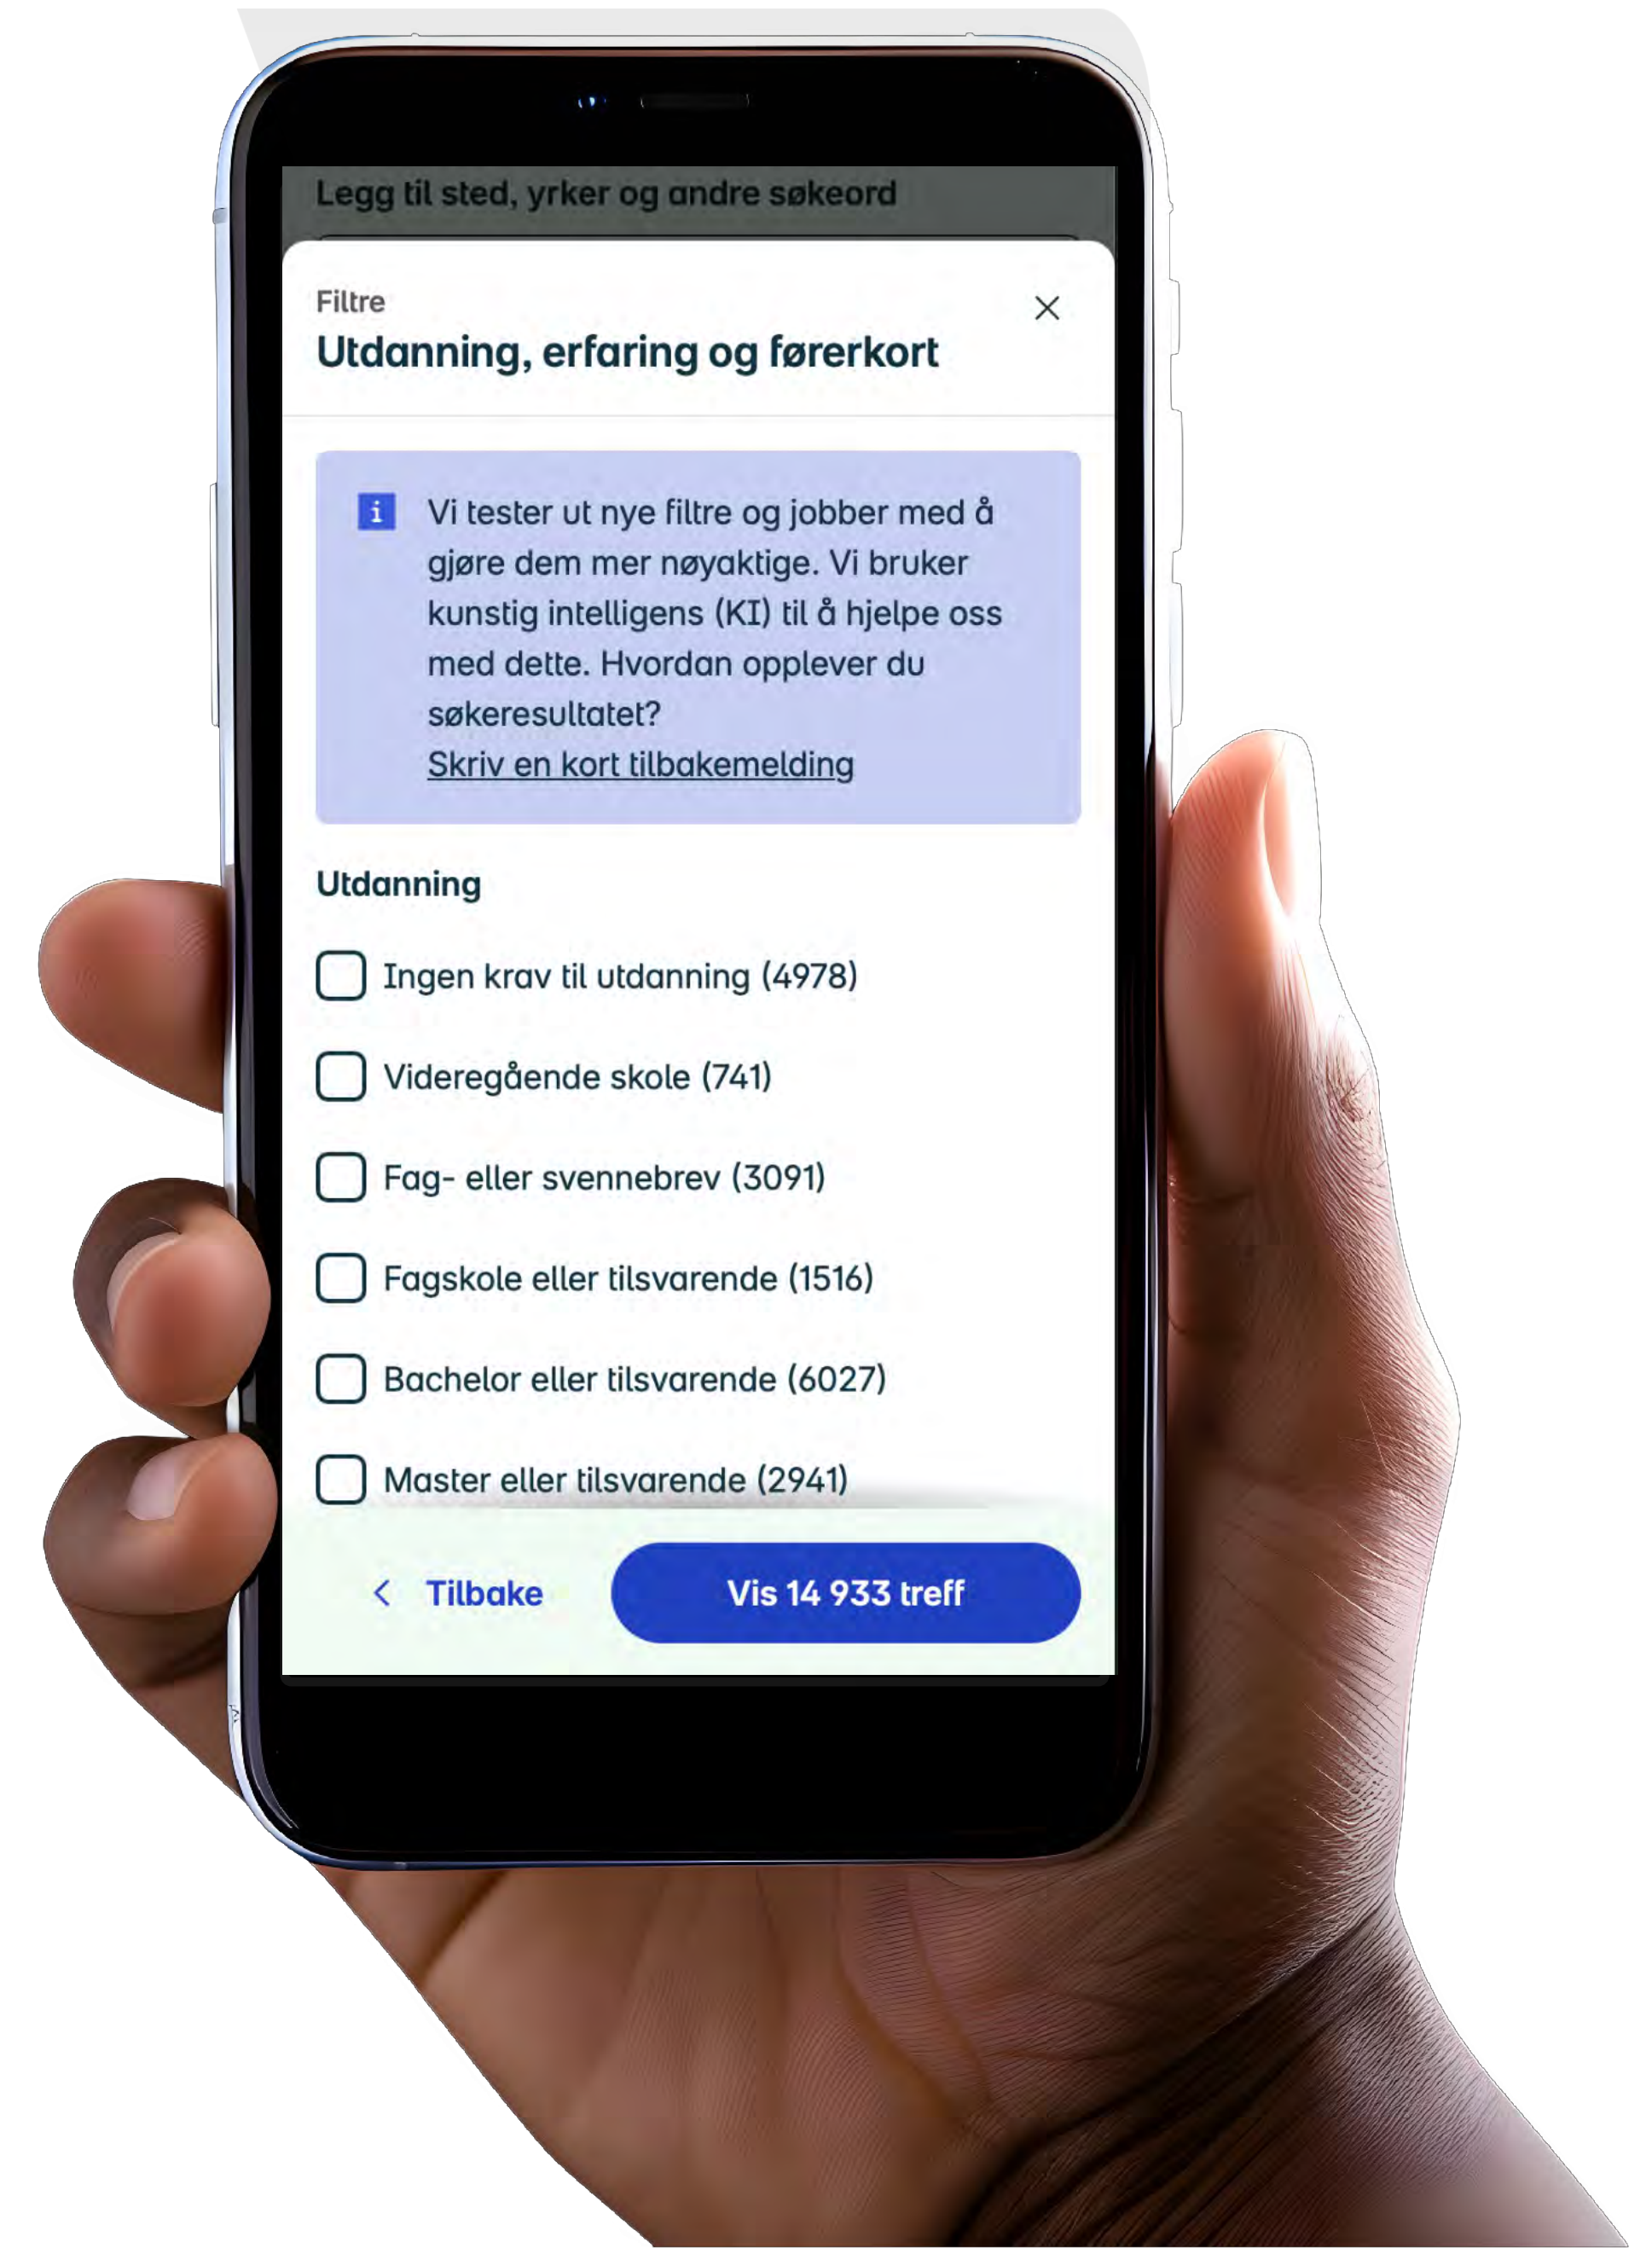 Legg til sted, yrker og andre søkeord
Filtre
Utdanning, erfaring og førerkort
Vi tester ut nye filtre og jobber med å
gjøre dem mer nøyaktige. Vi bruker
kunstig intelligens (KI) til å hjelpe oss
med dette. Hvordan opplever du
søkeresultatet?
Skriv en kort tilbakemelding
Utdanning
Ingen krav til utdanning (4978)
Videregående skole (741)
Fag- eller svennebrev (3091)
Fagskole eller tilsvarende (1516)
Bachelor eller tilsvarende (6027)
Master eller tilsvarende (2941)
Tilbake
Vis 14 933 treff